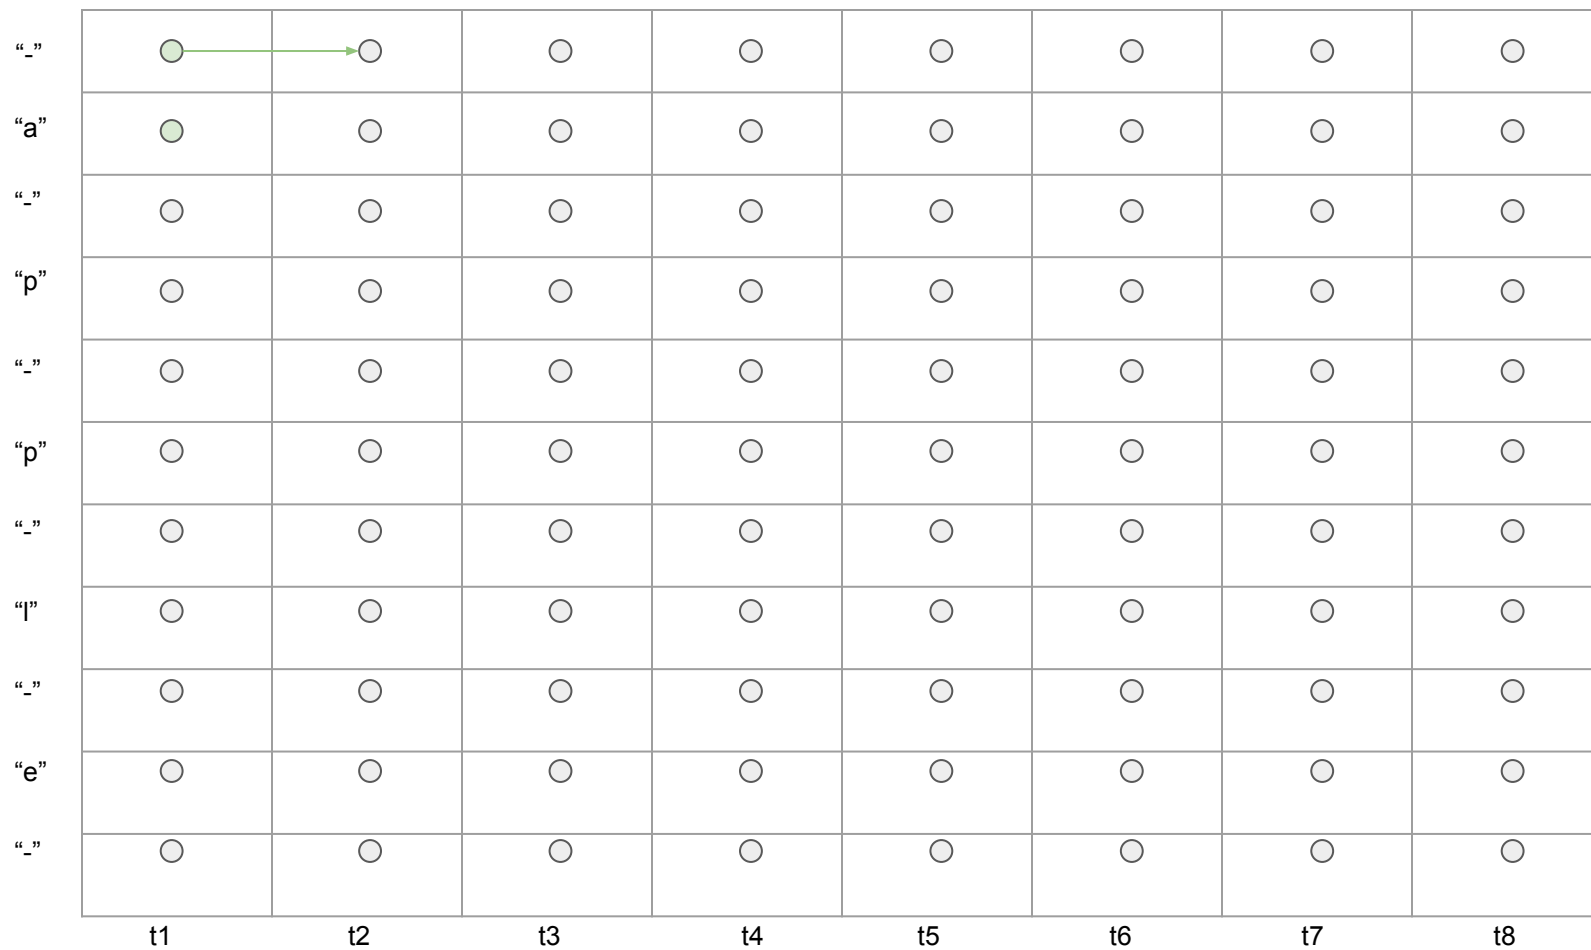 “-”
“a”
“-”
“p”
“-”
“p”
“-”
“l”
“-”
“e”
“-”
t1 t2 t3 t4 t5 t6 t7 t8